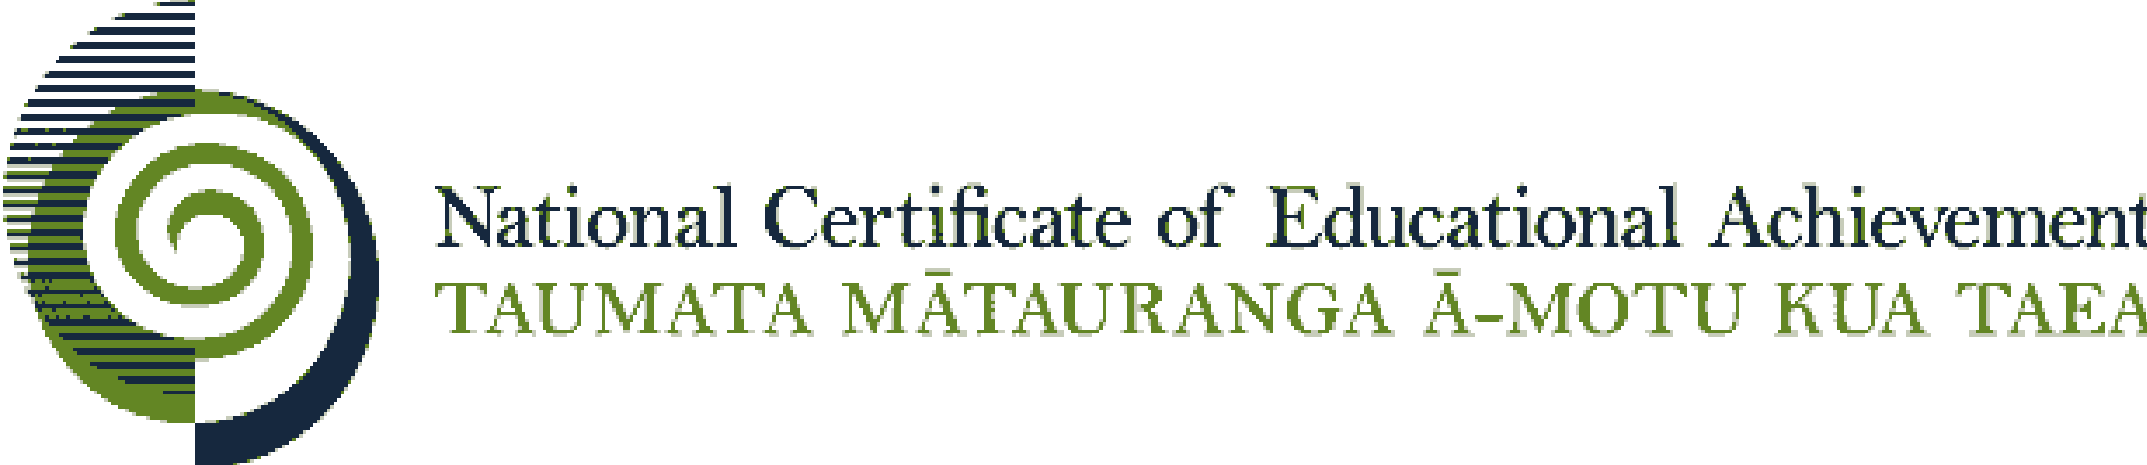 National Certificate of Educational Achievement
TAUMATA MĀTAURANGA Ā-MOTU KUA TAEA